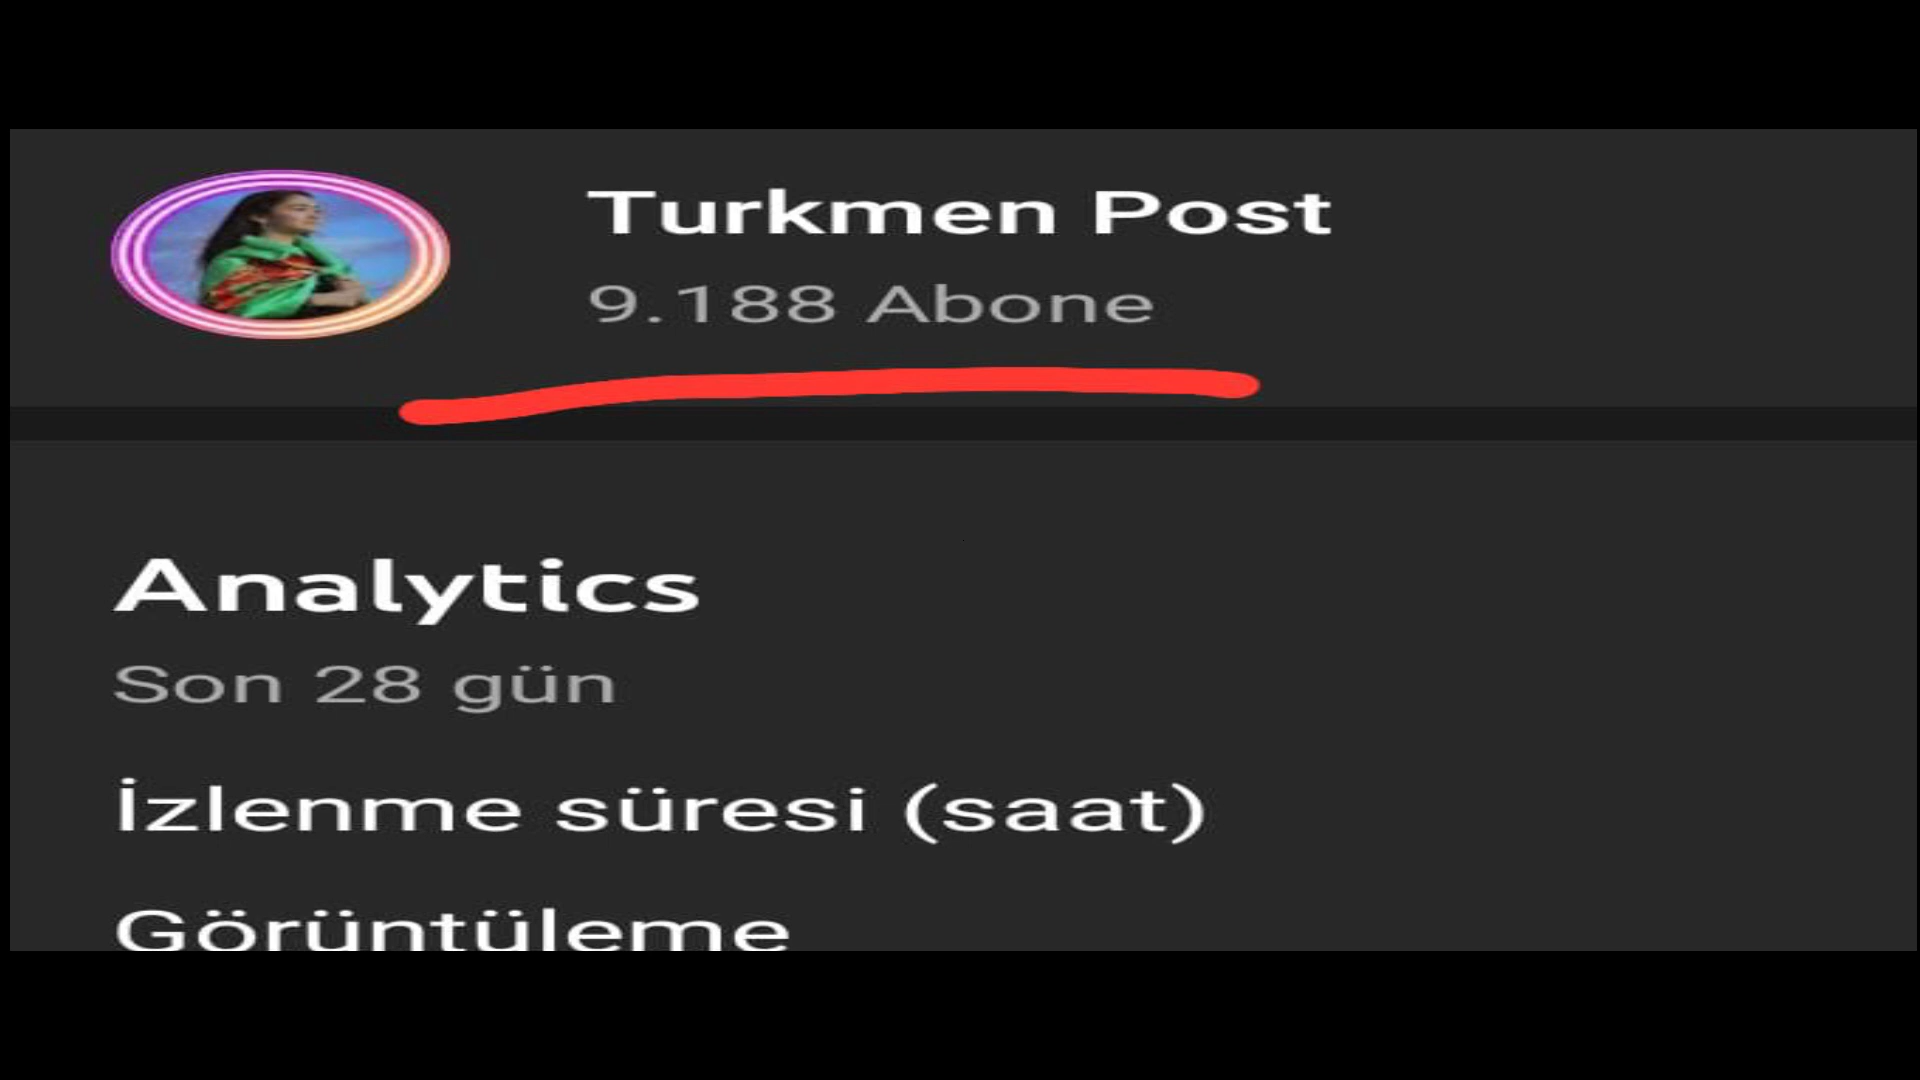 Turkmen Post
9.188 Abone
Analytics
Son 28 gün
İzlenme süresi (saat)
Görüntüleme